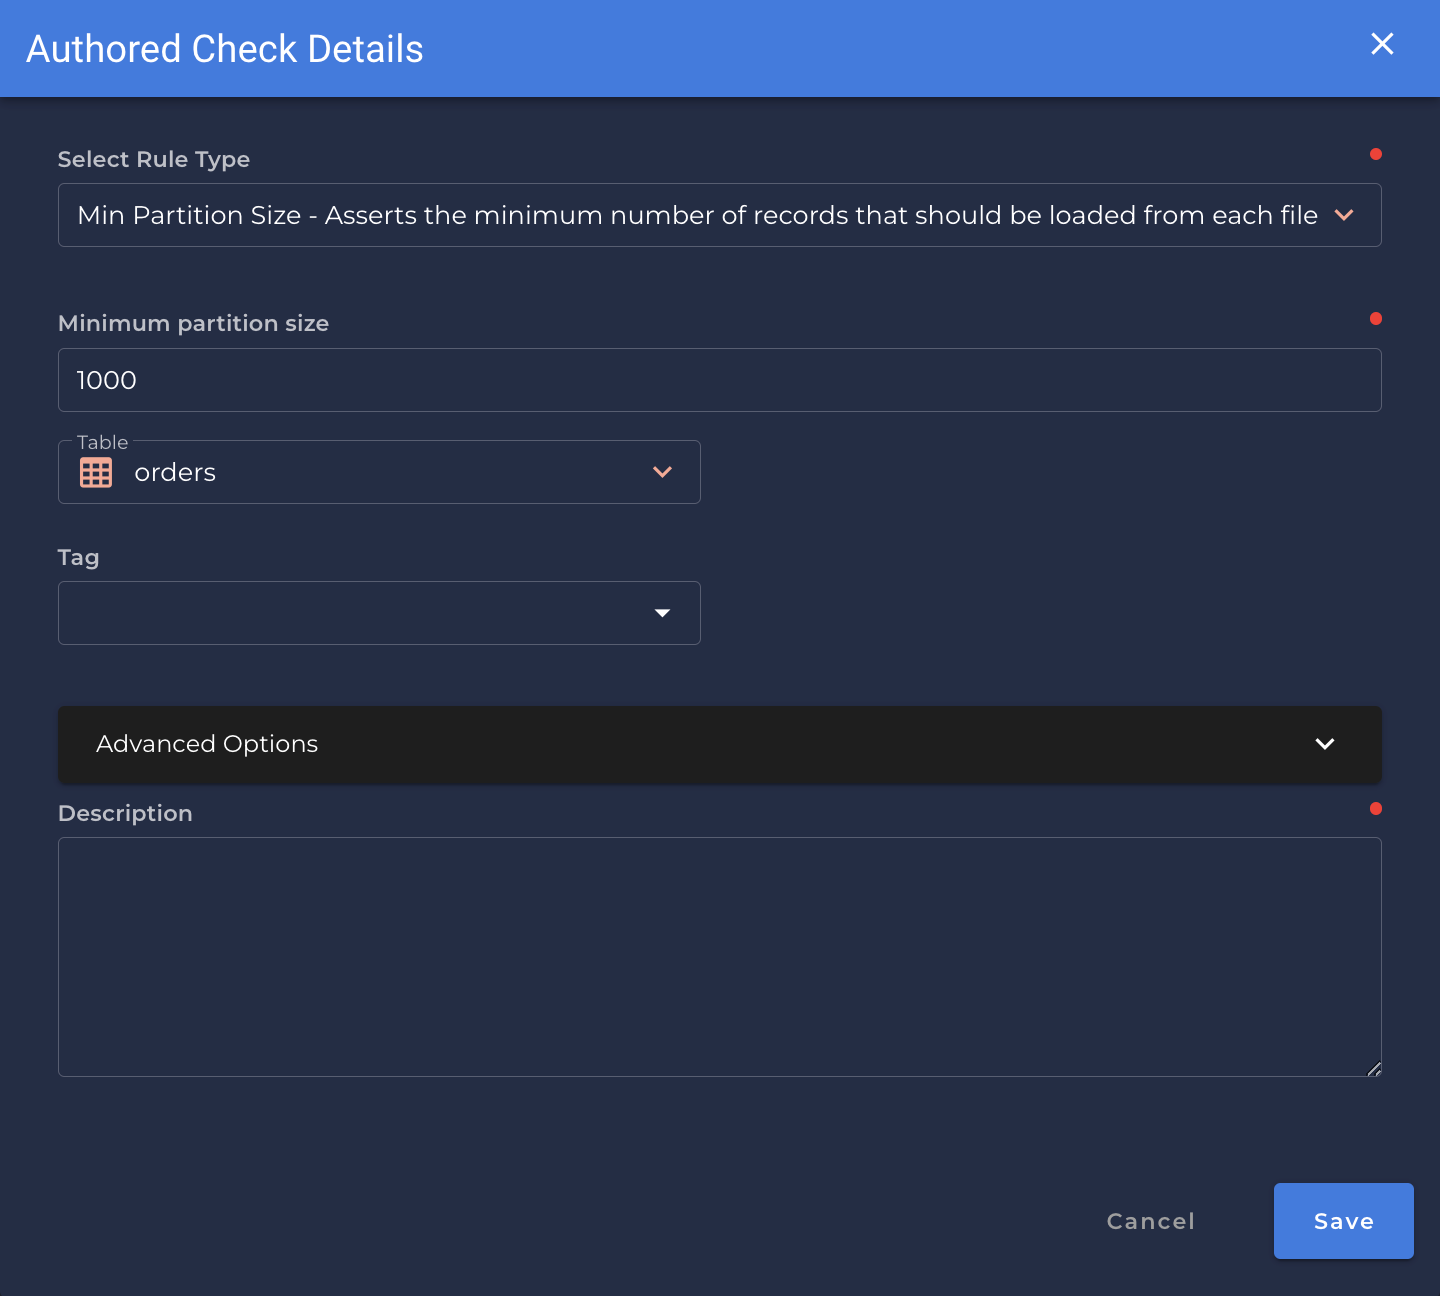 Authored Check Details
Select Rule Type
Min Partition Size - Asserts the minimum number of records that should be loaded from each file
Minimum partition size
1000
Table
orders
Tag
Advanced Options
Description
Cancel
Save